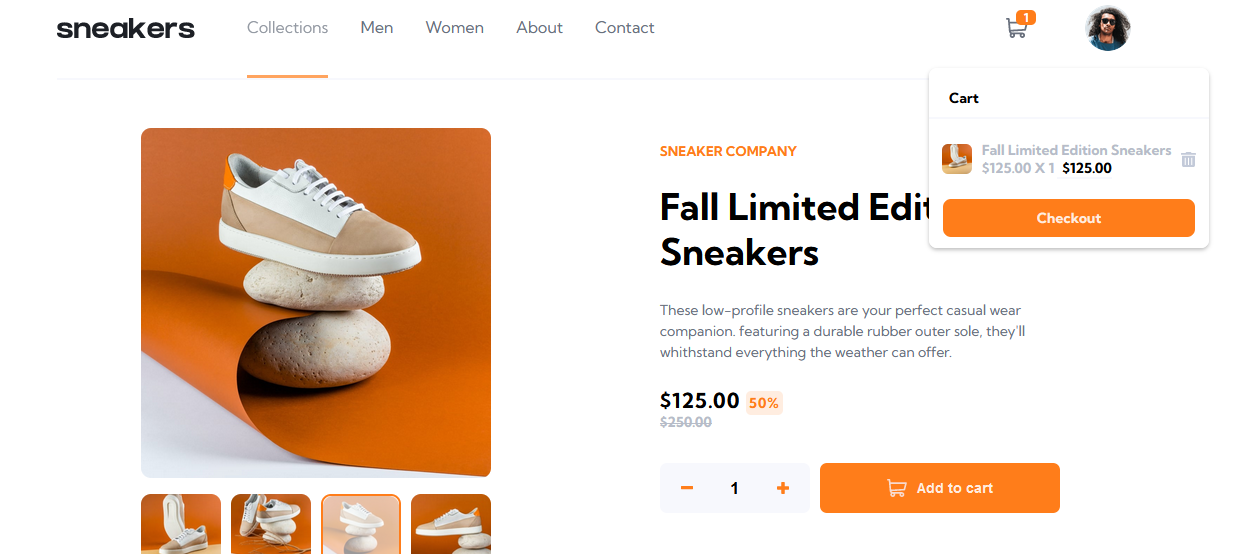 sneakers
Collections
Men
Women
About
Contact
1
Cart
Fall Limited Edition Sneakers
$125.00 X 1 $125.00
Checkout
SNEAKER COMPANY
Fall Limited Edit
Sneakers
These low-profile sneakers are your perfect casual wear
companion. featuring a durable rubber outer sole, they'll
whithstand everything the weather can offer.
$125.00 50%
$250.00
1
Add to cart